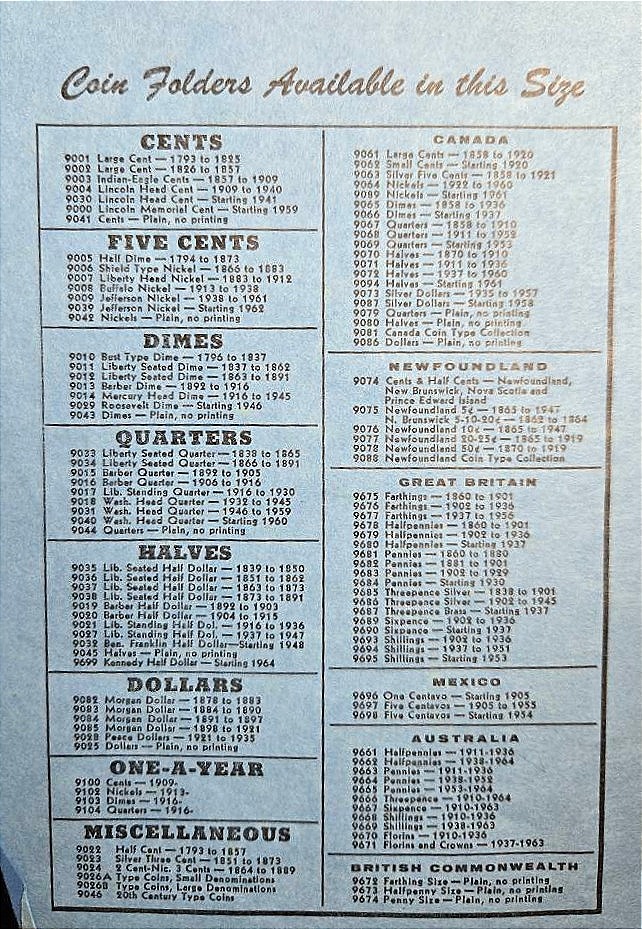 Coin Folders Available in this Size
CENTS
9001 Large Cent — 1793 to 1825
9002 Large Cent — 1826 to 1857
9003 Indian-Eagle Cents — 1857 to 1909
9004 Lincoln Head Cent — 1909 to 1940
9030 Lincoln Head Cent — Starting 1941
9000 Lincoln Memorial Cent — Starting 1959
9041 Cents — Plain, no printing
FIVE CENTS
9005 Half Dime — 1794 to 1873
9006 Shield Type Nickel — 1866 to 1883
9007 Liberty Head Nickel — 1883 to 1912
9008 Buffalo Nickel — 1913 to 1938
9009 Jefferson Nickel — 1938 to 1961
9039 Jefferson Nickel — Starting 1962
9042 Nickels — Plain, no printing
DIMES
9010 Bust Type Dime — 1796 to 1837
9011 Liberty Seated Dime — 1837 to 1862
9012 Liberty Seated Dime — 1863 to 1891
9013 Barber Dime — 1892 to 1916
9014 Mercury Head Dime — 1916 to 1945
9029 Roosevelt Dime — Starting 1946
9043 Dimes — Plain, no printing
QUARTERS
9033 Liberty Seated Quarter — 1838 to 1865
9034 Liberty Seated Quarter — 1866 to 1891
9015 Barber Quarter — 1892 to 1905
9016 Barber Quarter — 1906 to 1916
9017 Lib. Standing Quarter — 1916 to 1930
9018 Wash. Head Quarter — 1932 to 1945
9031 Wash. Head Quarter — 1946 to 1959
9040 Wash. Head Quarter — Starting 1960
9044 Quarters — Plain, no printing
HALVES
9035 Lib. Seated Half Dollar — 1839 to 1850
9036 Lib. Seated Half Dollar — 1851 to 1862
9037 Lib. Seated Half Dollar — 1863 to 1873
9038 Lib. Seated Half Dollar — 1873 to 1891
9019 Barber Half Dollar — 1892 to 1903
9020 Barber Half Dollar — 1904 to 1915
9021 Lib. Standing Half Dol. — 1916 to 1936
9027 Lib. Standing Half Dol. — 1937 to 1947
9032 Ben. Franklin Half Dollar—Starting 1948
9045 Halves — Plain, no printing
9699 Kennedy Half Dollar — Starting 1964
DOLLARS
9082 Morgan Dollar — 1878 to 1883
9083 Morgan Dollar — 1884 to 1890
9084 Morgan Dollar — 1891 to 1897
9085 Morgan Dollar — 1898 to 1921
9028 Peace Dollars — 1921 to 1935
9025 Dollars — Plain, no printing
ONE-A-YEAR
9100 Cents — 1909-
9102 Nickels — 1913-
9103 Dimes — 1916-
9104 Quarters — 1916-
MISCELLANEOUS
9022 Half Cent — 1793 to 1857
9023 Silver Three Cent — 1851 to 1873
9024 2 Cent-Nic. 3 Cents — 1864 to 1889
9026A Type Coins, Small Denominations
9026B Type Coins, Large Denominations
9046 20th Century Type Coins
CANADA
9061 Large Cents — 1858 to 1920
9062 Small Cents — Starting 1920
9063 Silver Five Cents — 1858 to 1921
9064 Nickels — 1922 to 1960
9089 Nickels — Starting 1961
9065 Dimes — 1858 to 1936
9066 Dimes — Starting 1937
9067 Quarters — 1858 to 1910
9068 Quarters — 1911 to 1952
9069 Quarters — Starting 1953
9070 Halves — 1870 to 1910
9071 Halves — 1911 to 1936
9072 Halves — 1937 to 1960
9094 Halves — Starting 1961
9073 Silver Dollars — 1935 to 1957
9087 Silver Dollars — Starting 1958
9079 Quarters — Plain, no printing
9080 Halves — Plain, no printing
9081 Canada Coin Type Collection
9086 Dollars — Plain, no printing
NEWFOUNDLAND
9074 Cents & Half Cents — Newfoundland,
New Brunswick, Nova Scotia and
Prince Edward Island
9075 Newfoundland 5¢ — 1865 to 1947
N. Brunswick 5-10-20¢ — 1862 to 1864
9076 Newfoundland 10¢ — 1865 to 1947
9077 Newfoundland 20-25¢ — 1865 to 1919
9078 Newfoundland 50¢ — 1870 to 1919
9088 Newfoundland Coin Type Collection
GREAT BRITAIN
9675 Farthings — 1860 to 1901
9676 Farthings — 1902 to 1936
9677 Farthings — 1937 to 1956
9678 Halfpennies — 1860 to 1901
9679 Halfpennies — 1902 to 1936
9680 Halfpennies — Starting 1937
9681 Pennies — 1860 to 1880
9682 Pennies — 1881 to 1901
9683 Pennies — 1902 to 1929
9684 Pennies — Starting 1930
9685 Threepence Silver — 1838 to 1901
9686 Threepence Silver — 1902 to 1945
9687 Threepence Brass — Starting 1937
9689 Sixpence — 1902 to 1936
9690 Sixpence — Starting 1937
9693 Shillings — 1902 to 1936
9694 Shillings — 1937 to 1951
9695 Shillings — Starting 1953
MEXICO
9696 One Centavo — Starting 1905
9697 Five Centavos — 1905 to 1955
9698 Five Centavos — Starting 1954
AUSTRALIA
9661 Halfpennies — 1911-1936
9662 Halfpennies — 1938-1964
9663 Pennies — 1911-1936
9664 Pennies — 1938-1952
9665 Pennies — 1953-1964
9666 Threepence — 1910-1964
9667 Sixpence — 1910-1963
9668 Shillings — 1910-1936
9669 Shillings — 1938-1963
9670 Florins — 1910-1936
9671 Florins and Crowns — 1937-1963
BRITISH COMMONWEALTH
9672 Farthing Size — Plain, no printing
9673 Halfpenny Size — Plain, no printing
9674 Penny Size — Plain, no printing